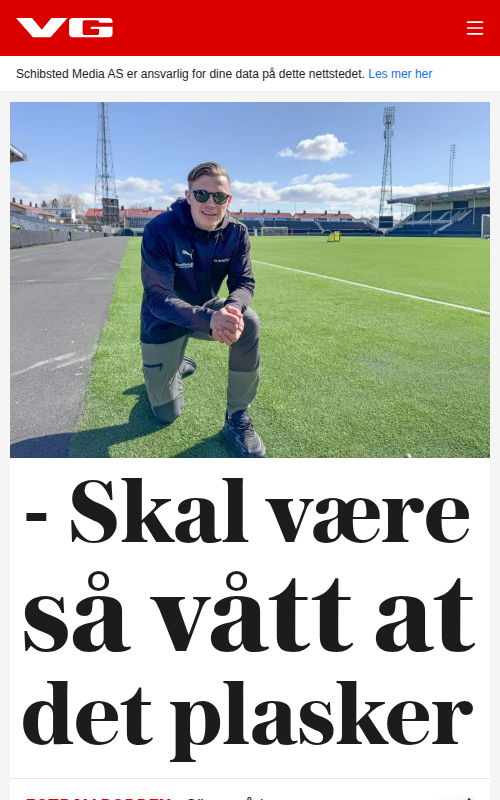 VG
Schibsted Media AS er ansvarlig for dine data på dette nettstedet. Les mer her
- Skal være
så vått at
det plasker